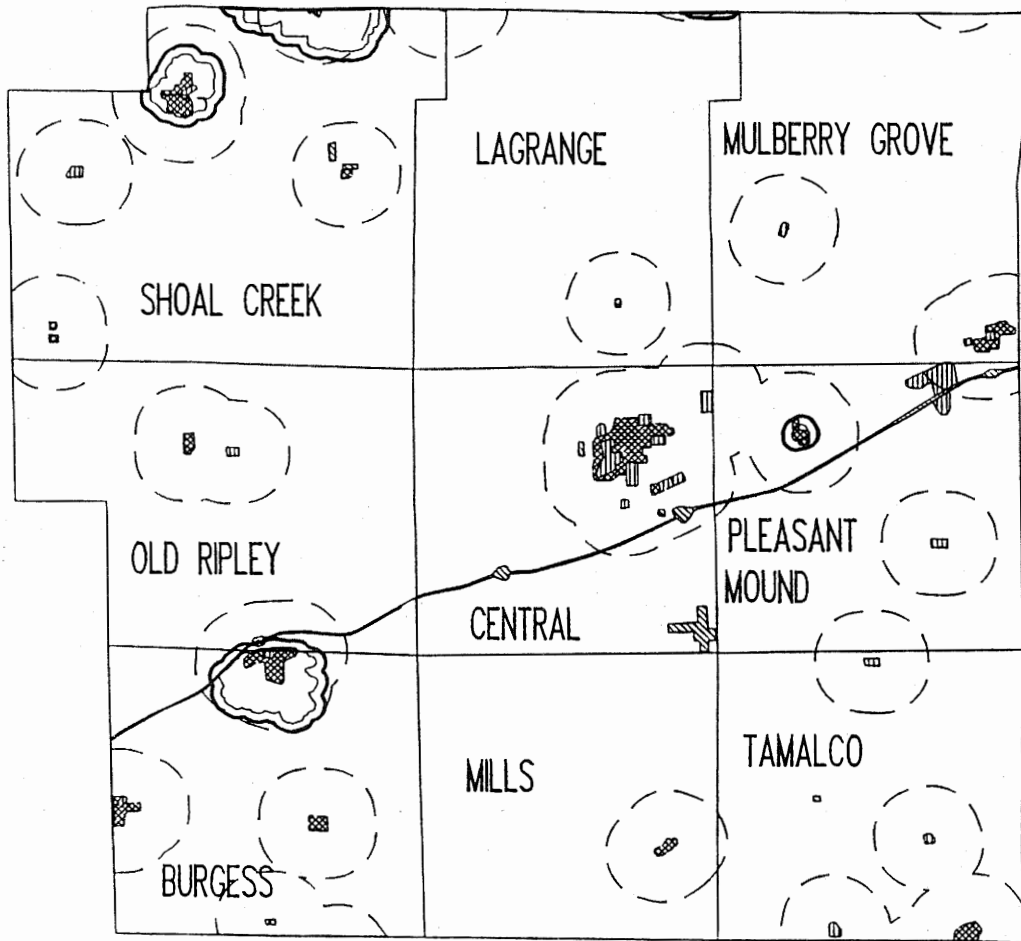 LAGRANGE
MULBERRY GROVE
SHOAL CREEK
OLD RIPLEY
PLEASANT
MOUND
CENTRAL
TAMALCO
MILLS
BURGESS